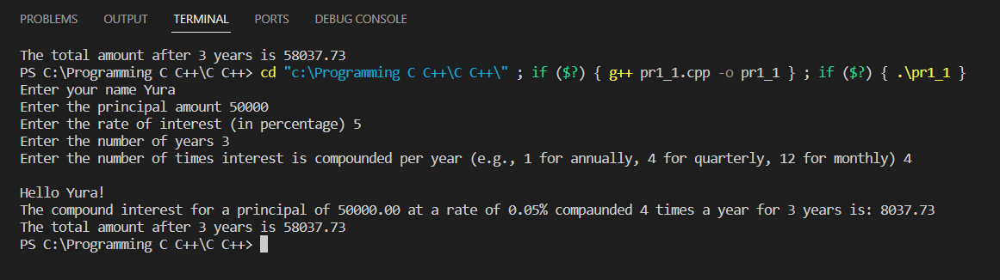 PROBLEMS OUTPUT TERMINAL PORTS DEBUG CONSOLE
The total amount after 3 years is 58037.73
PS C:\Programming C C++\C C++> cd "c:\Programming C C++\C C++\" ; if ($?) { g++ pr1_1.cpp -o pr1_1 } ; if ($?) { .\pr1_1 }
Enter your name Yura
Enter the principal amount 50000
Enter the rate of interest (in percentage) 5
Enter the number of years 3
Enter the number of times interest is compounded per year (e.g., 1 for annually, 4 for quarterly, 12 for monthly) 4
Hello Yura!
The compound interest for a principal of 50000.00 at a rate of 0.05% compaunded 4 times a year for 3 years is: 8037.73
The total amount after 3 years is 58037.73
PS C:\Programming C C++\C C++>